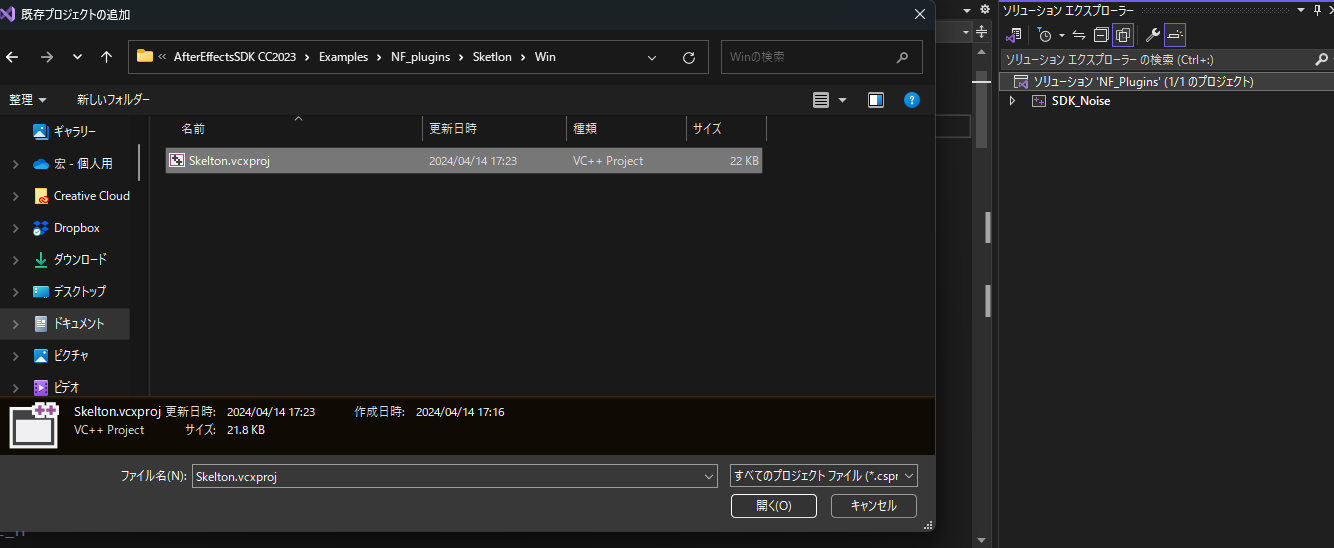 既存プロジェクトの追加
« AfterEffectsSDK CC2023 › Examples › NF_plugins › Sketlon › Win
Winの検索
整理
新しいフォルダー
名前
更新日時
種類
サイズ
Skelton.vcxproj
2024/04/14 17:23
VC++ Project
22 KB
ギャラリー
宏 - 個人用
Creative Cloud
Dropbox
ダウンロード
デスクトップ
ドキュメント
ピクチャ
ビデオ
Skelton.vcxproj 更新日時: 2024/04/14 17:23 作成日時: 2024/04/14 17:16
VC++ Project サイズ: 21.8 KB
ファイル名(N): Skelton.vcxproj
すべてのプロジェクト ファイル (*.cspr
開く(O)
キャンセル
ソリューション エクスプローラー
ソリューション エクスプローラー の検索 (Ctrl+:)
ソリューション 'NF_Plugins' (1/1 のプロジェクト)
SDK_Noise